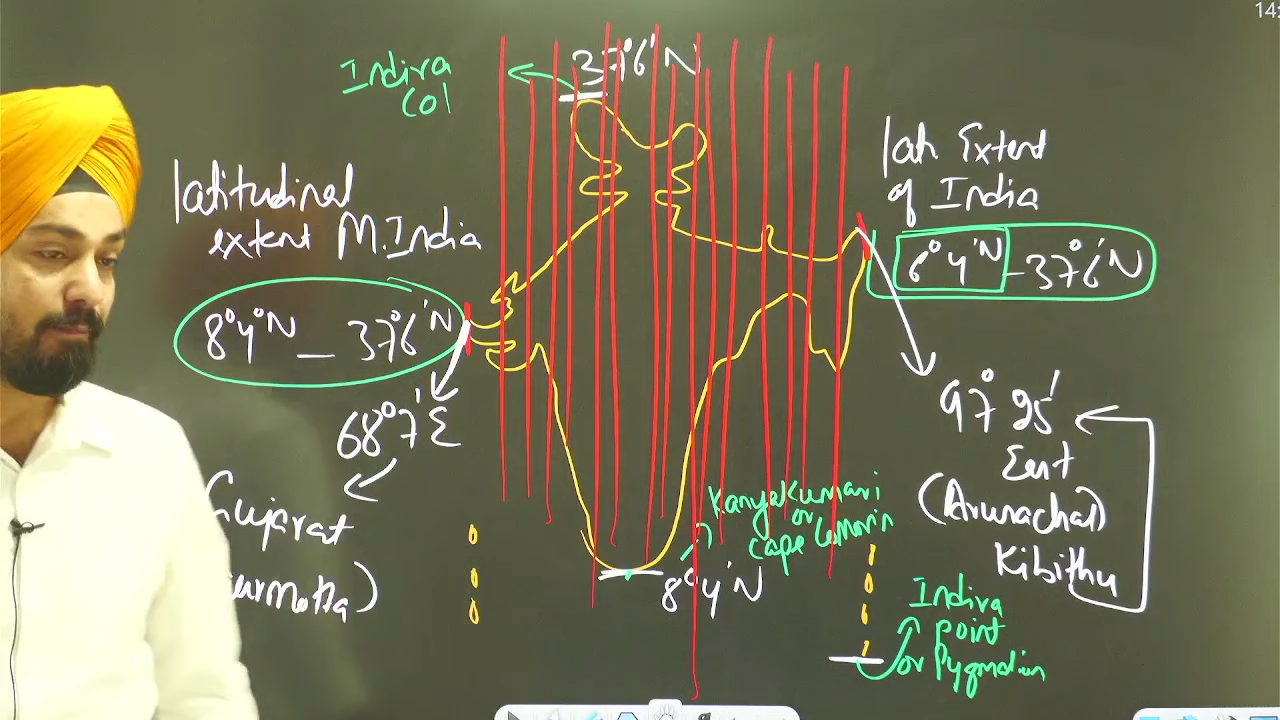 14:
Indira
Col
37°6'N
latitudinal
extent M.India
8°4°N – 37°6'N
68°7'E
Gujarat
lah Extent
of India
6°4'N – 37°6'N
97° 25'
East
(Arunachal)
Kibithu
Kanyakumari
or
Cape Comorin
8°4'N
Indira
point
or Pygmalion